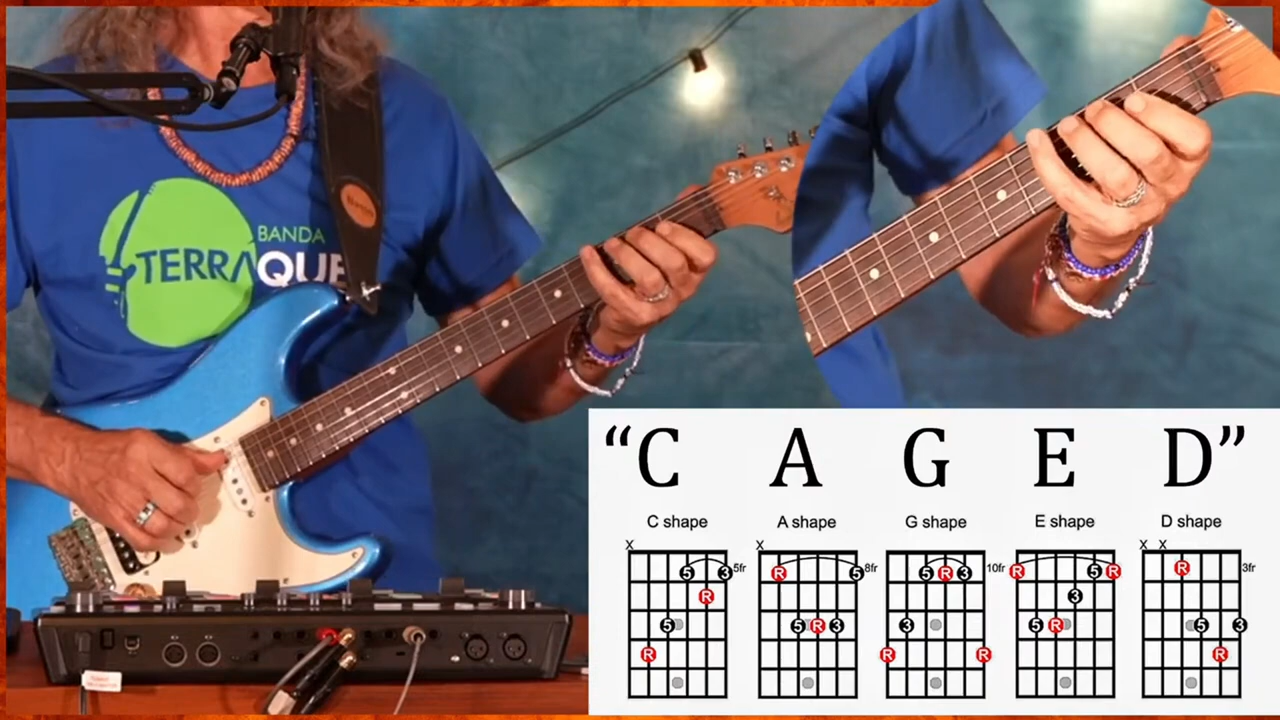 BANDA
TERRAQUE
“C A G E D”
C shape A shape G shape E shape D shape
X X X X
5 3 5fr R 5 8fr 5 R 3 10fr R 5 R R 3fr
R 3
5 5 R 3 3 5 R 5 3
R R R R